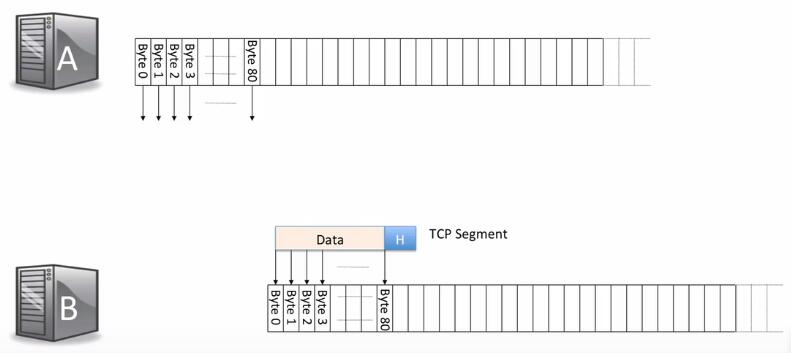 A
Byte 0
Byte 1
Byte 2
Byte 3
Byte 80
Data
H
TCP Segment
B
Byte 0
Byte 1
Byte 2
Byte 3
Byte 80